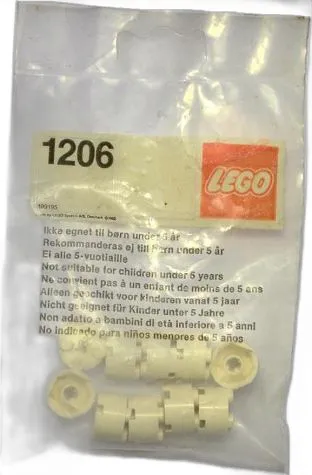 1206
LEGO
Ikke egnet til børn under 5 år
Rekommanderas ej till Barn under 5 år
Ei alle 5-vuotiaille
Not suitable for children under 5 years
Ne convient pas à un enfant de moins de 5 ans
Alleen geschikt voor kinderen vanaf 5 jaar
Nicht geeignet für Kinder unter 5 Jahre
Non adatto a bambini di età inferiore a 5 anni
No indicado para niños menores de 5 años